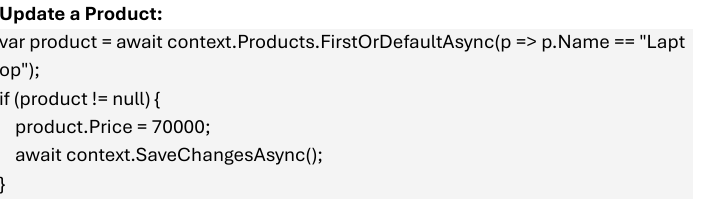 Update a Product:
var product = await context.Products.FirstOrDefaultAsync(p => p.Name == "Lapt
op");
if (product != null) {
    product.Price = 70000;
    await context.SaveChangesAsync();
}